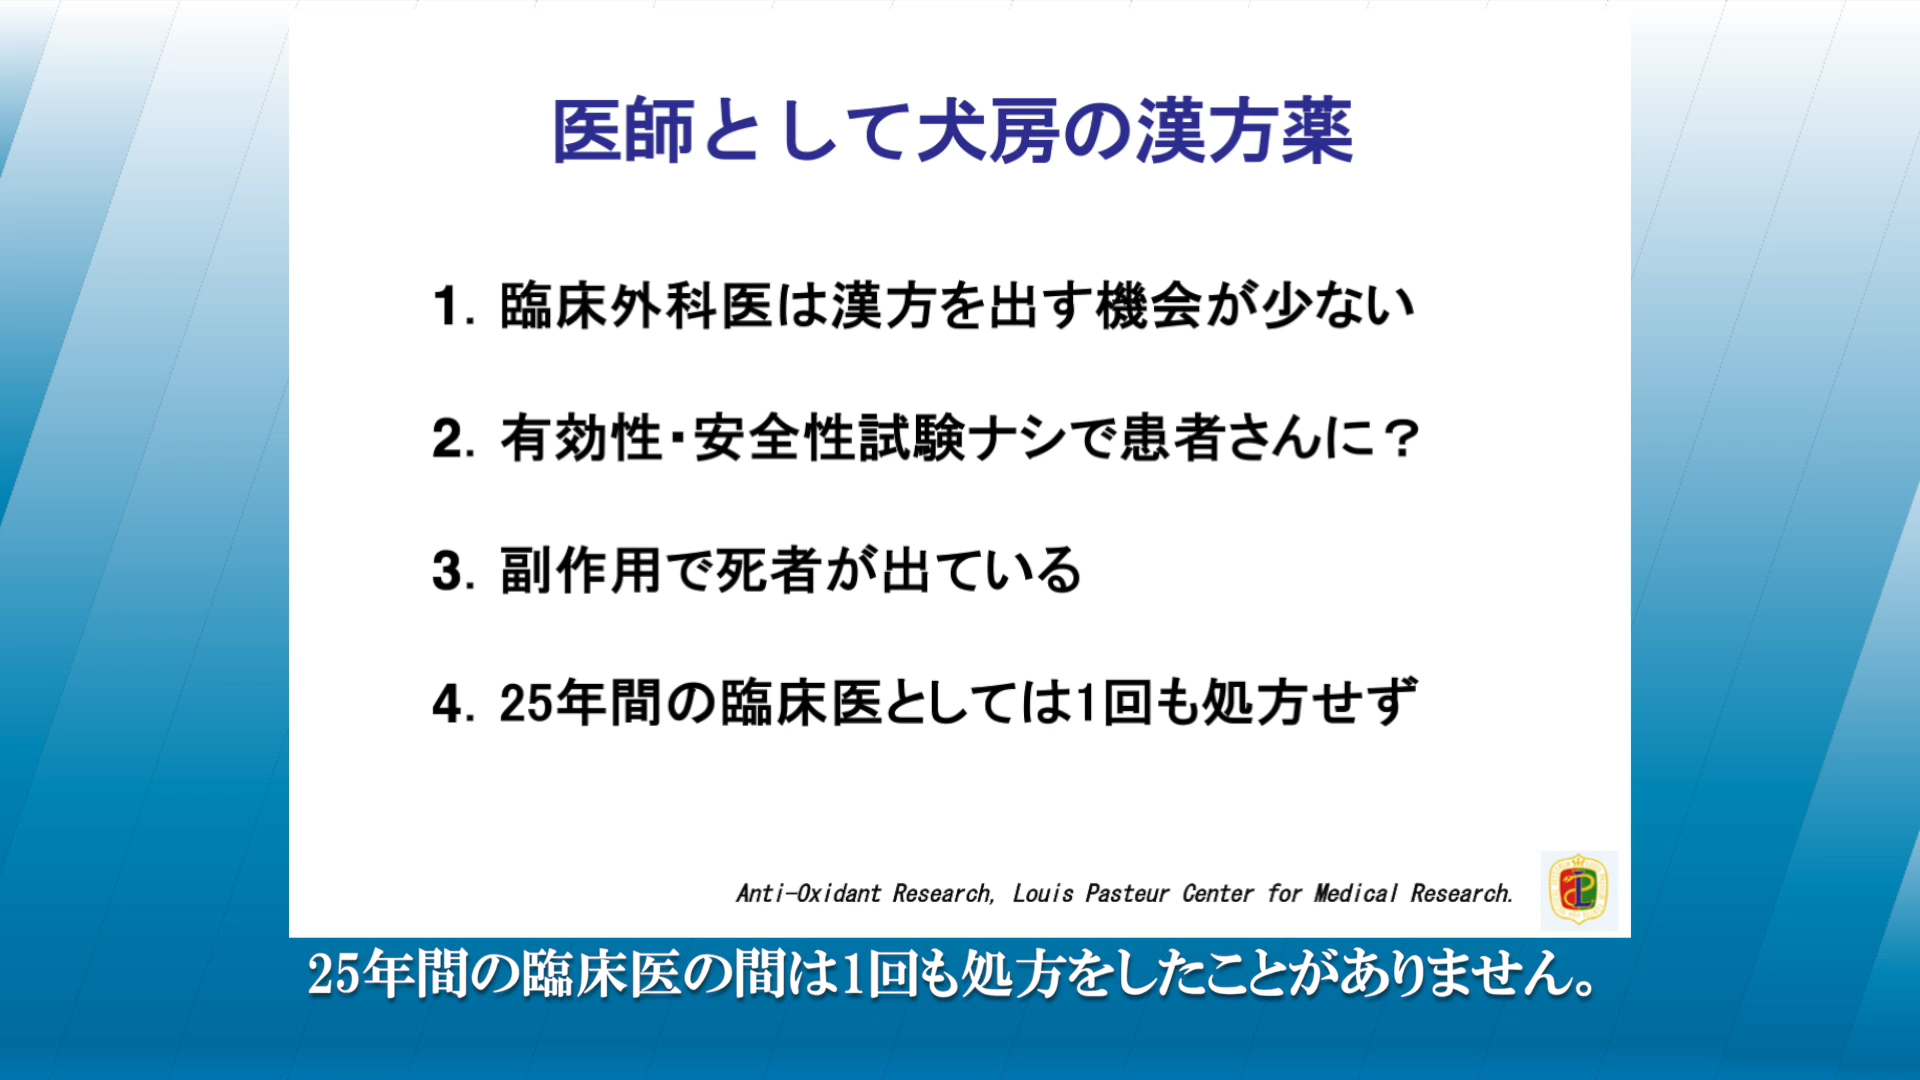 医師として犬房の漢方薬
1. 臨床外科医は漢方を出す機会が少ない
2. 有効性・安全性試験ナシで患者さんに？
3. 副作用で死者が出ている
4. 25年間の臨床医としては1回も処方せず
Anti-Oxidant Research, Louis Pasteur Center for Medical Research.
25年間の臨床医の間は1回も処方をしたことがありません。